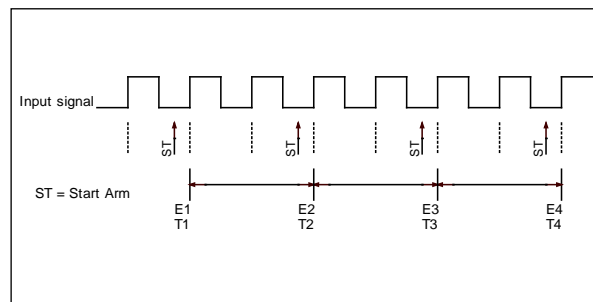 Input signal
ST ST ST ST
ST = Start Arm
E1 E2 E3 E4
T1 T2 T3 T4